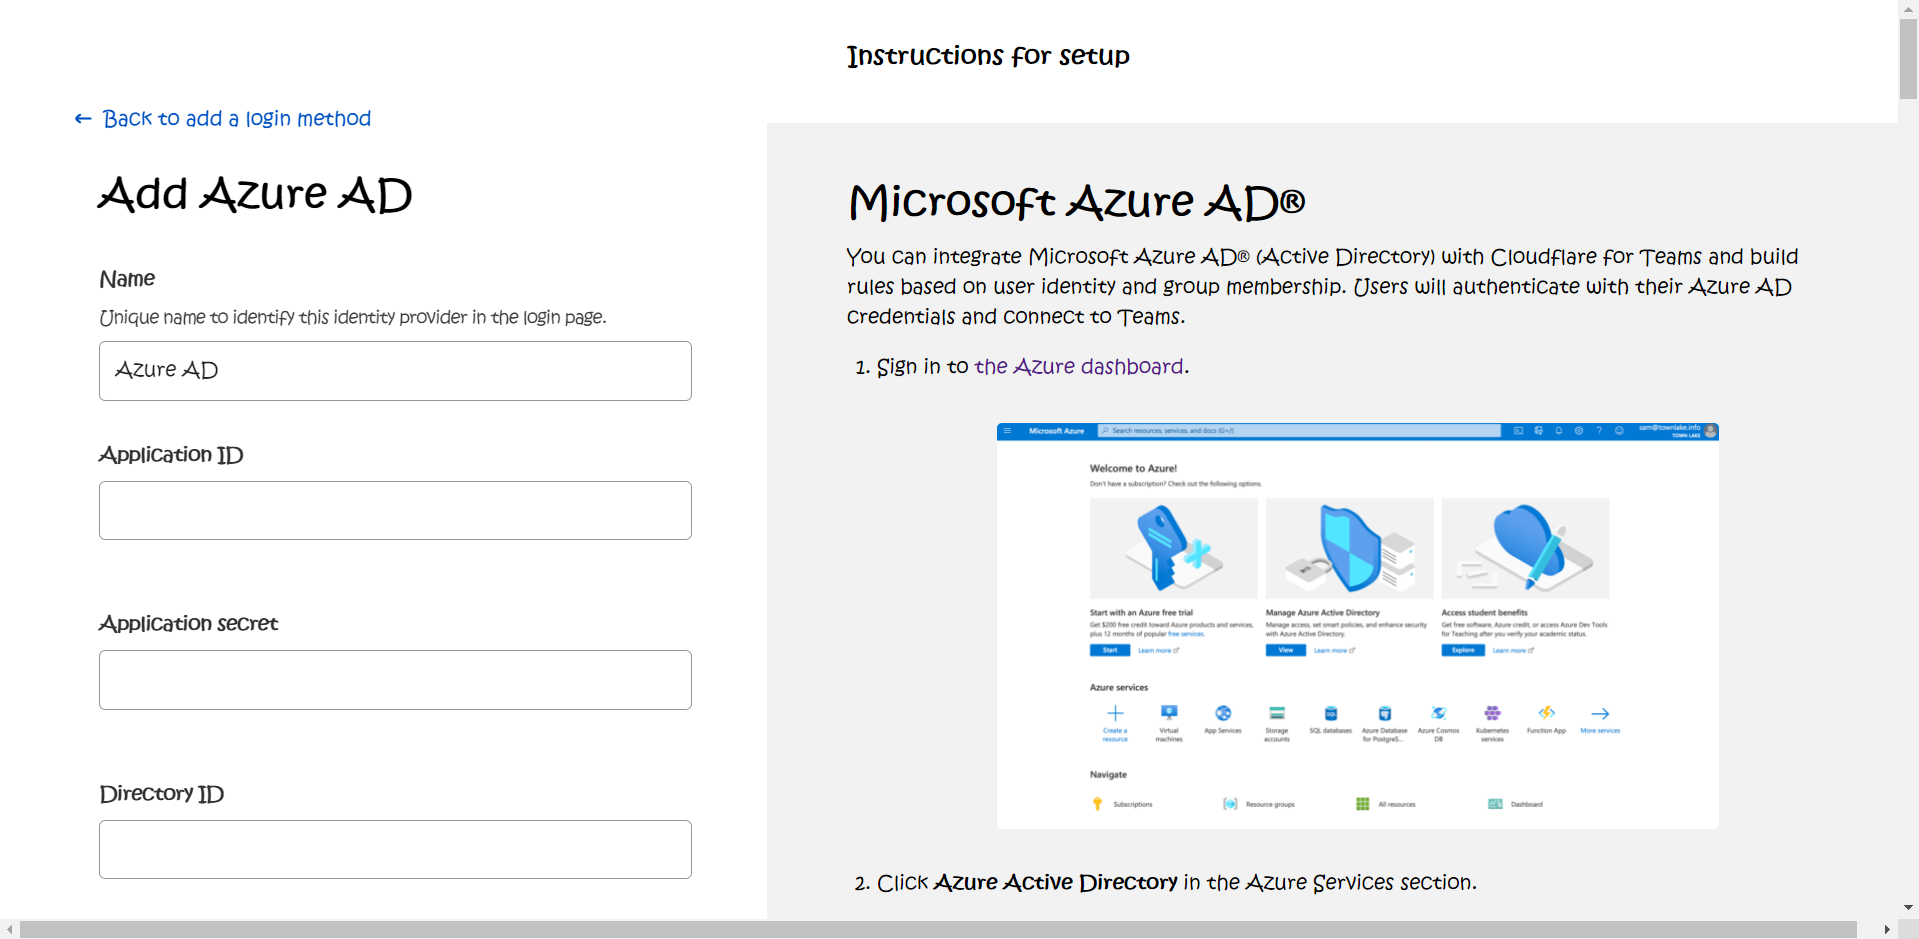 Instructions for setup
← Back to add a login method
Add Azure AD
Name
Unique name to identify this identity provider in the login page.
Azure AD
Application ID
Application secret
Directory ID
Microsoft Azure AD®
You can integrate Microsoft Azure AD® (Active Directory) with Cloudflare for Teams and build
rules based on user identity and group membership. Users will authenticate with their Azure AD
credentials and connect to Teams.
1. Sign in to the Azure dashboard.
Microsoft Azure
Search resources, services, and docs (G+/)
sam@townlake.info
TOWN LAKE
Welcome to Azure!
Don't have a subscription? Check out the following options.
Start with an Azure free trial
Get $200 free credit toward Azure products and services,
plus 12 months of popular free services.
Start Learn more
Manage Azure Active Directory
Manage access, set smart policies, and enhance security
with Azure Active Directory.
View Learn more
Access student benefits
Get free software, Azure credit, or access Azure Dev Tools
for Teaching after you verify your academic status.
Explore Learn more
Azure services
Create a
resource
Virtual
machines
App Services
Storage
accounts
SQL databases
Azure Database
for PostgreS...
Azure Cosmos
DB
Kubernetes
services
Function App
More services
Navigate
Subscriptions
Resource groups
All resources
Dashboard
2. Click Azure Active Directory in the Azure Services section.